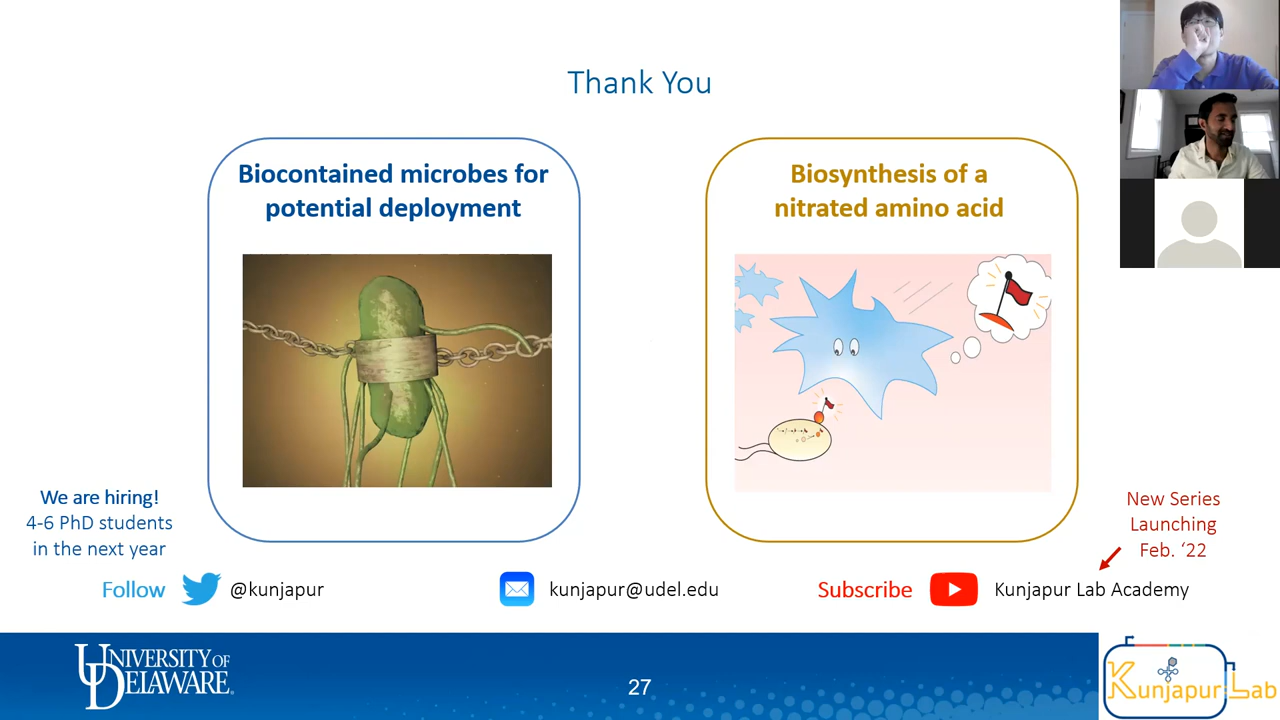 Thank You
Biocontained microbes for
potential deployment
Biosynthesis of a
nitrated amino acid
We are hiring!
4-6 PhD students
in the next year
New Series
Launching
Feb. ‘22
Follow
@kunjapur
kunjapur@udel.edu
Subscribe
Kunjapur Lab Academy
UNIVERSITY OF
DELAWARE.
27
Kunjapur Lab